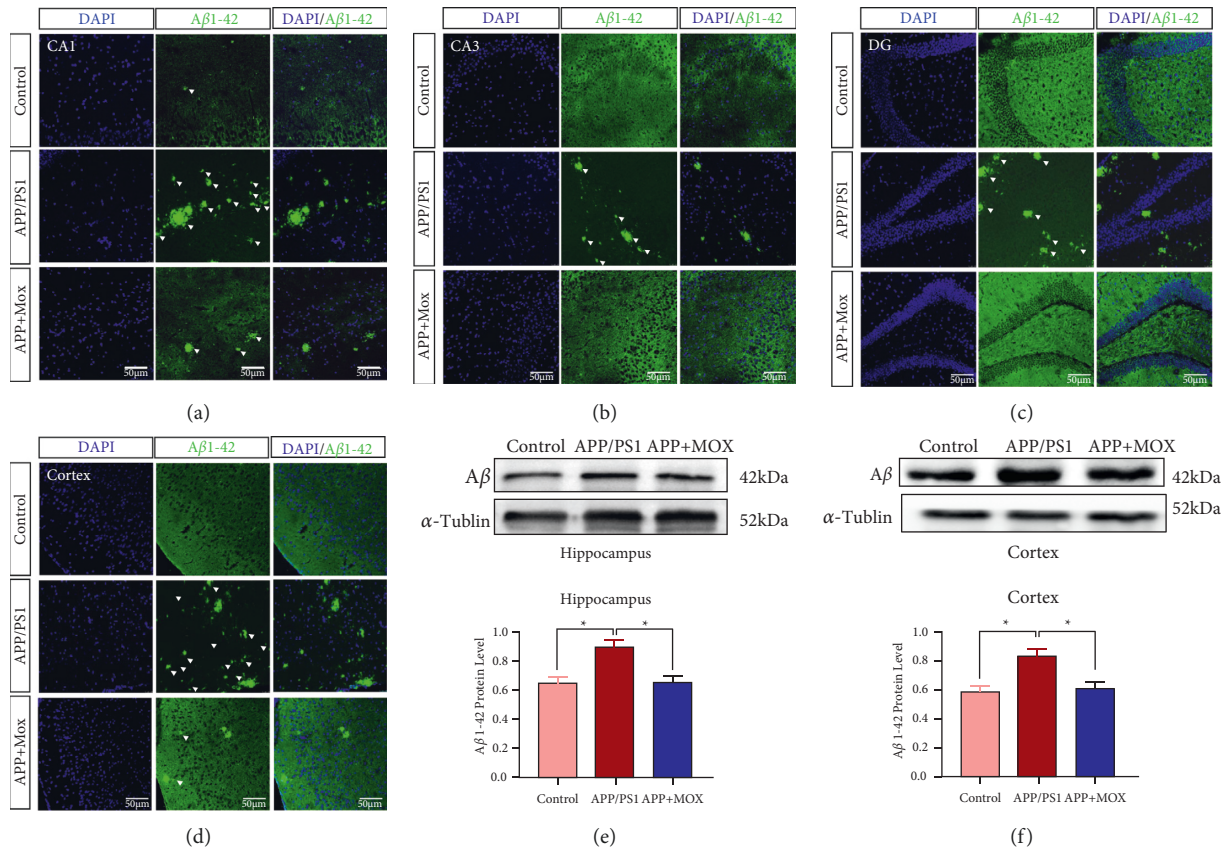 DAPI Aβ1-42 DAPI/Aβ1-42
CA1
Control
APP/PS1
APP+Mox
50μm 50μm 50μm
(a)
DAPI Aβ1-42 DAPI/Aβ1-42
CA3
Control
APP/PS1
APP+Mox
50μm 50μm 50μm
(b)
DAPI Aβ1-42 DAPI/Aβ1-42
DG
Control
APP/PS1
APP+Mox
50μm 50μm 50μm
(c)
DAPI Aβ1-42 DAPI/Aβ1-42
Cortex
Control
APP/PS1
APP+Mox
50μm 50μm 50μm
(d)
Control APP/PS1 APP+MOX
Aβ 42kDa
α-Tublin 52kDa
Hippocampus
Hippocampus
* *
Aβ 1-42 Protein Level
1.0
0.8
0.6
0.4
0.2
0.0
Control APP/PS1 APP+MOX
(e)
Control APP/PS1 APP+MOX
Aβ 42kDa
α-Tublin 52kDa
Cortex
Cortex
* *
Aβ 1-42 Protein Level
1.0
0.8
0.6
0.4
0.2
0.0
Control APP/PS1 APP+MOX
(f)